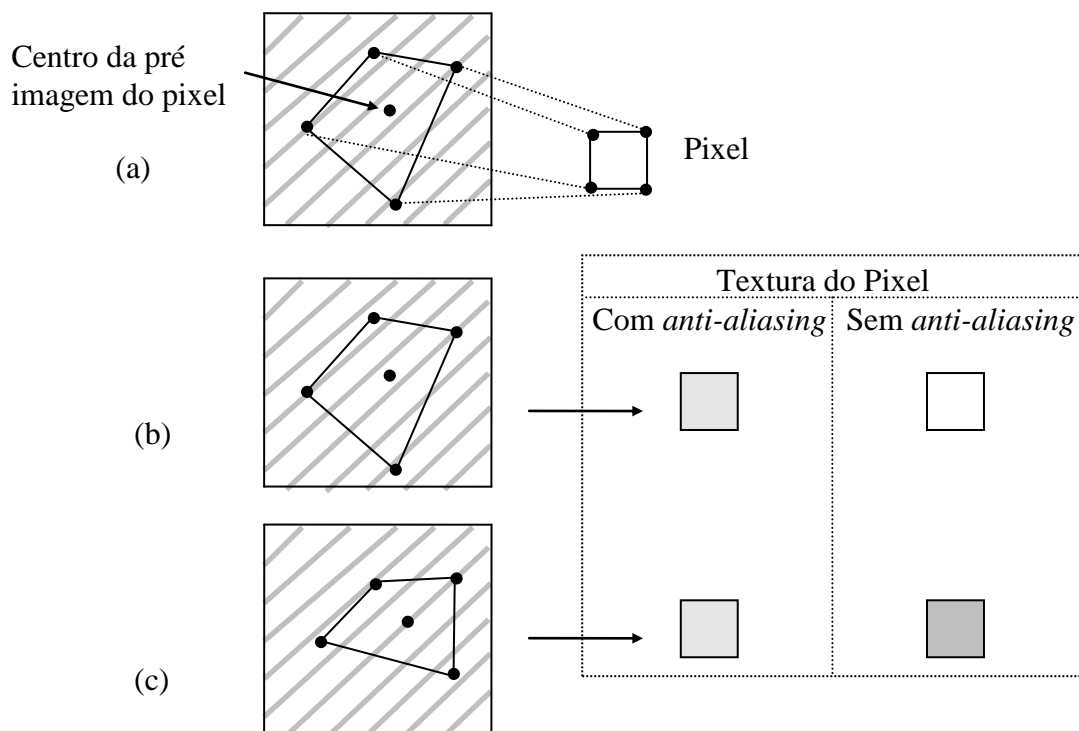 Centro da pré
imagem do pixel
(a)
Pixel
Textura do Pixel
Com anti-aliasing
Sem anti-aliasing
(b)
(c)